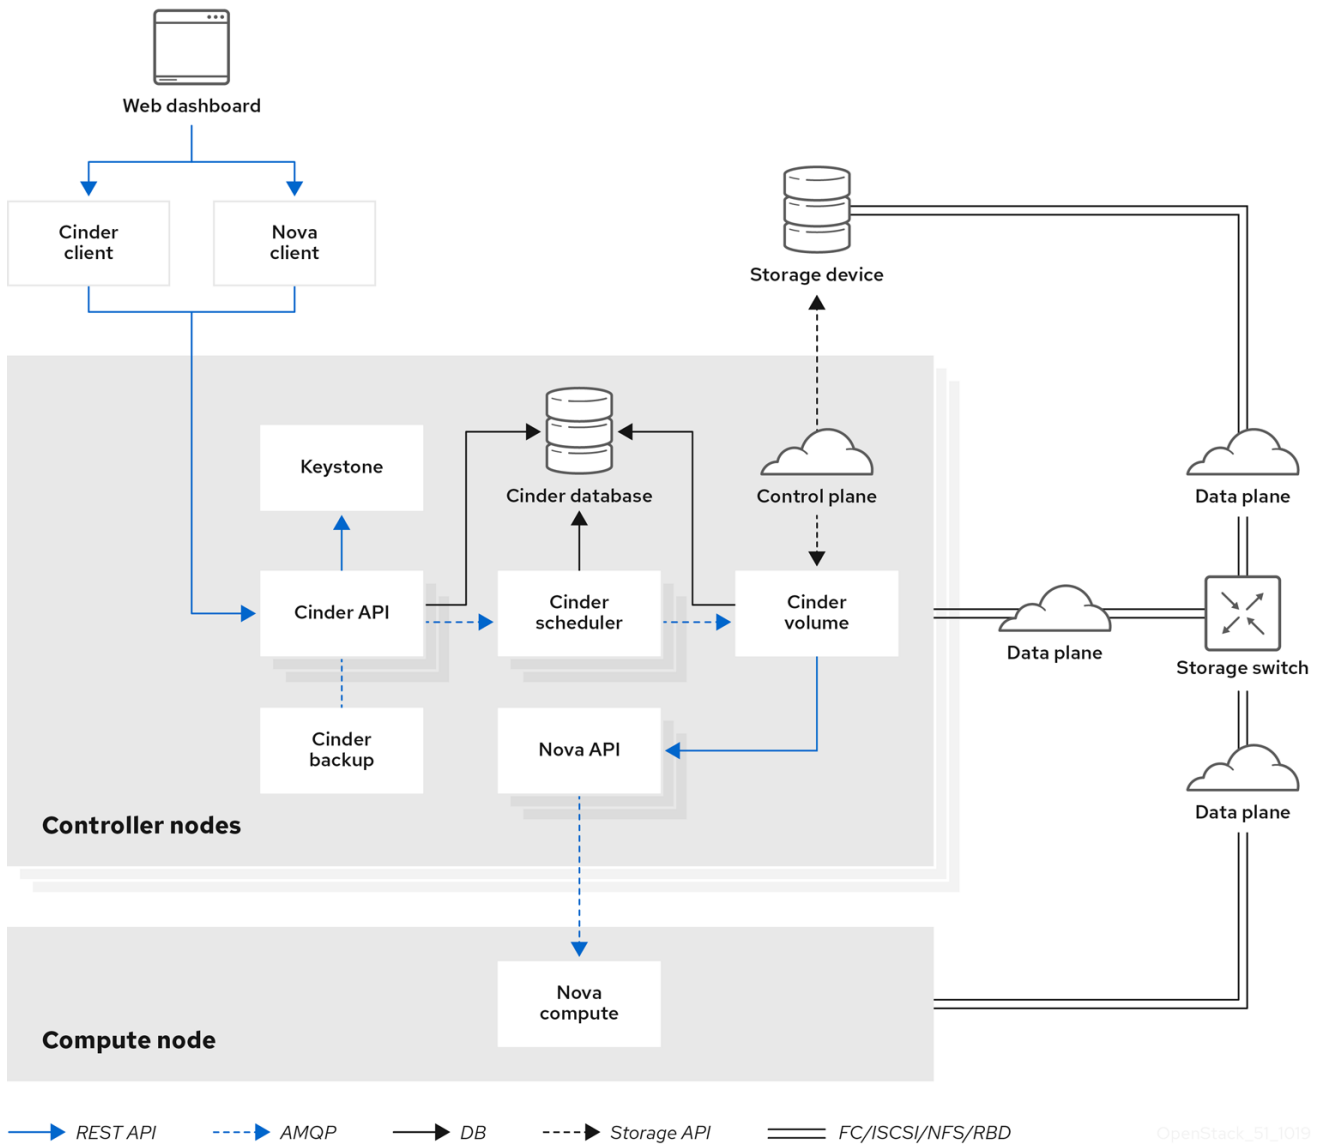 Web dashboard
Cinder
client
Nova
client
Storage device
Keystone
Cinder database
Control plane
Data plane
Cinder API
Cinder
scheduler
Cinder
volume
Data plane
Storage switch
Cinder
backup
Nova API
Data plane
Controller nodes
Nova
compute
Compute node
REST API
AMQP
DB
Storage API
FC/ISCSI/NFS/RBD
OpenStack_51_1019